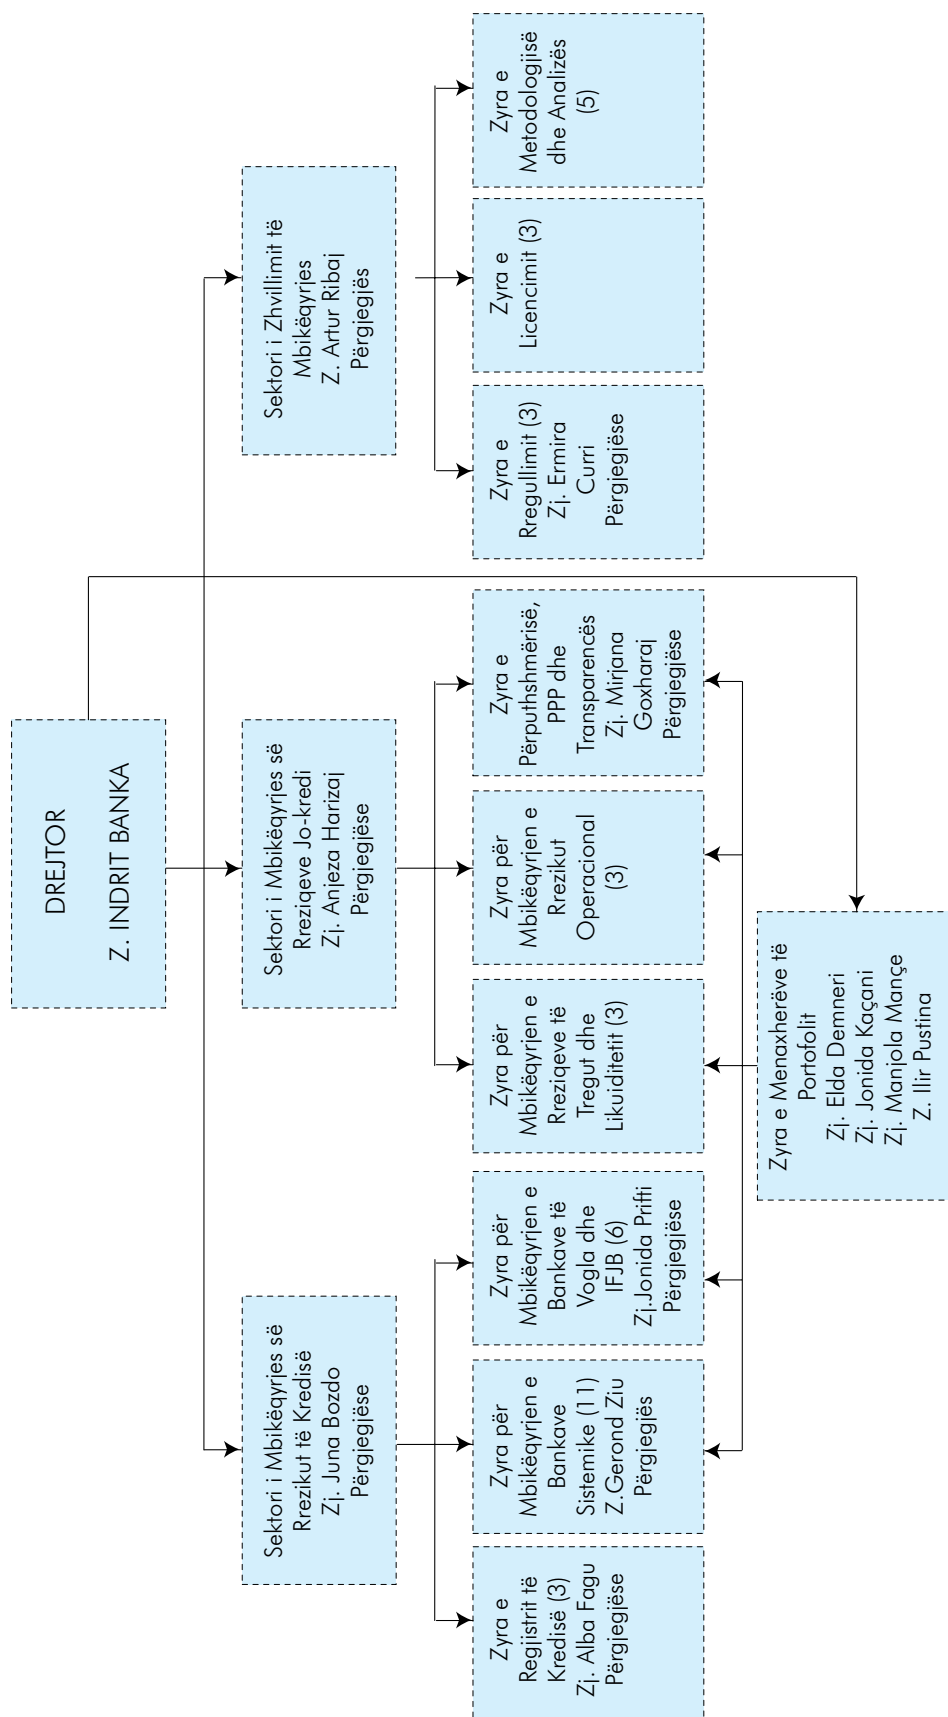 DREJTOR
Z. INDRIT BANKA
Sektori i Mbikëqyrjes së
Rrezikut të Kredisë
Zj. Juna Bozdo
Përgjegjëse
Sektori i Mbikëqyrjes së
Rreziqeve Jo-kredi
Zj. Anjeza Harizaj
Përgjegjëse
Sektori i Zhvillimit të
Mbikëqyrjes
Z. Artur Ribaj
Përgjegjës
Zyra e
Regjistrit të
Kredisë (3)
Zj. Alba Fagu
Përgjegjëse
Zyra për
Mbikëqyrjen e
Bankave
Sistemike (11)
Z.Gerond Ziu
Përgjegjës
Zyra për
Mbikëqyrjen e
Bankave të
Vogla dhe
IFJB (6)
Zj.Jonida Prifti
Përgjegjëse
Zyra për
Mbikëqyrjen e
Rreziqeve të
Tregut dhe
Likuiditetit (3)
Zyra për
Mbikëqyrjen e
Rrezikut
Operacional
(3)
Zyra e
Përputhshmërisë,
PPP dhe
Transparencës
Zj. Mirjana
Goxharaj
Përgjegjëse
Zyra e
Rregullimit (3)
Zj. Ermira
Curri
Përgjegjëse
Zyra e
Licencimit (3)
Zyra e
Metodologjisë
dhe Analizës
(5)
Zyra e Menaxherëve të
Portofolit
Zj. Elda Demneri
Zj. Jonida Kaçani
Zj. Manjola Mançe
Z. Ilir Pustina